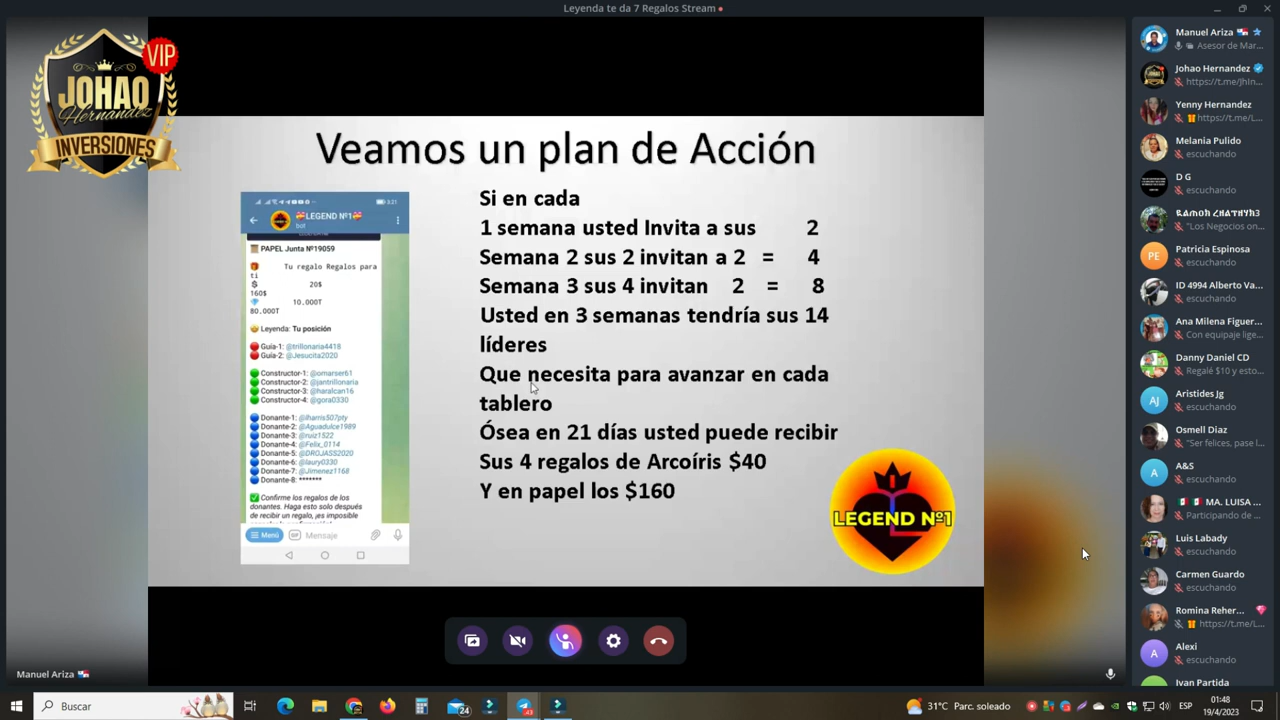 Leyenda te da 7 Regalos Stream
VIP
JOHAO
Hernandez
INVERSIONES
Veamos un plan de Acción
Si en cada
1 semana usted Invita a sus 2
Semana 2 sus 2 invitan a 2 = 4
Semana 3 sus 4 invitan 2 = 8
Usted en 3 semanas tendría sus 14
líderes
Que necesita para avanzar en cada
tablero
Ósea en 21 días usted puede recibir
Sus 4 regalos de Arcoíris $40
Y en papel los $160
3:21
LEGEND Nº1
bot
PAPEL Junta Nº19059
Tu regalo Regalos para
ti
20$
160$
10.000T
80.000T
Leyenda: Tu posición
Guía-1: @trillonaria4418
Guía-2: @Jesucita2020
Constructor-1: @omarser61
Constructor-2: @jantrillonaria
Constructor-3: @haralcan16
Constructor-4: @gora0330
Donante-1: @lharris507pty
Donante-2: @Aguadulce1989
Donante-3: @ruiz1522
Donante-4: @Felix_0114
Donante-5: @DROJASS2020
Donante-6: @laury0330
Donante-7: @Jimenez1168
Donante-8: *******
Confirme los regalos de los
donantes. Haga esto solo después
de recibir un regalo, ¡es imposible
Menú
GIF
Mensaje
LEGEND Nº1
Manuel Ariza
Manuel Ariza
Asesor de Mar...
Johao Hernandez
https://t.me/JhIn...
Yenny Hernandez
https://t.me/L...
Melania Pulido
escuchando
D G
escuchando
"Los Negocios on...
PE
Patricia Espinosa
escuchando
ID 4994 Alberto Va...
escuchando
Ana Milena Figuer...
Con equipaje lige...
Danny Daniel CD
Regalé $10 y esto...
AJ
Aristides Jg
escuchando
Osmell Diaz
"Ser felices, pase l...
A
A&S
escuchando
MA. LUISA ...
Participando de ...
Luis Labady
escuchando
Carmen Guardo
escuchando
Romina Reher...
https://t.me/L...
A
Alexi
escuchando
Ivan Partida
Buscar
24
43
31°C Parc. soleado
ESP
01:48
19/4/2023